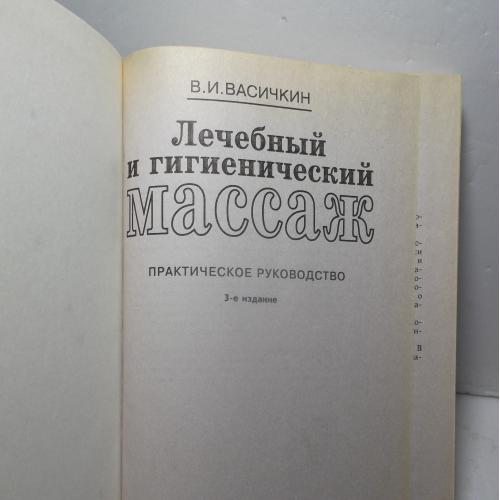 В.И.ВАСИЧКИН
Лечебный
и гигиенический
массаж
ПРАКТИЧЕСКОЕ РУКОВОДСТВО
3-е издание